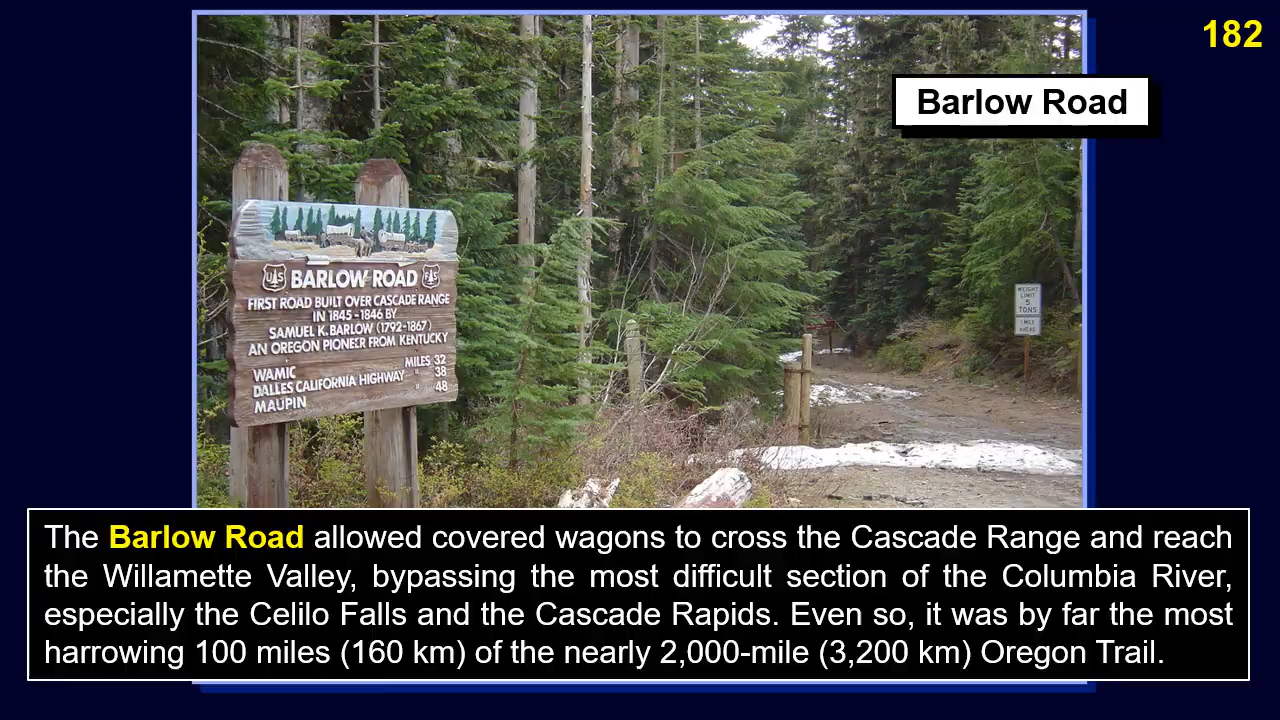 182
Barlow Road
U S
BARLOW ROAD
F S
FIRST ROAD BUILT OVER CASCADE RANGE
IN 1845-1846 BY
SAMUEL K. BARLOW (1792-1867)
AN OREGON PIONEER FROM KENTUCKY
WAMIC MILES 32
DALLES CALIFORNIA HIGHWAY " 38
MAUPIN " 48
WEIGHT
LIMIT
5
TONS
1 MILE
AHEAD
The Barlow Road allowed covered wagons to cross the Cascade Range and reach
the Willamette Valley, bypassing the most difficult section of the Columbia River,
especially the Celilo Falls and the Cascade Rapids. Even so, it was by far the most
harrowing 100 miles (160 km) of the nearly 2,000-mile (3,200 km) Oregon Trail.